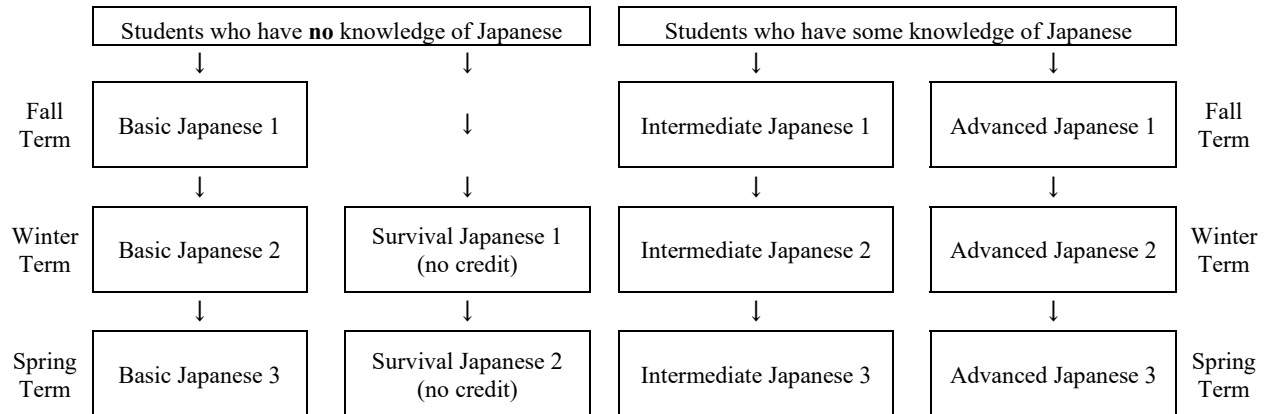 Students who have no knowledge of Japanese
Students who have some knowledge of Japanese
↓ ↓ ↓ ↓
Fall
Term
Basic Japanese 1
↓
Intermediate Japanese 1
Advanced Japanese 1
Fall
Term
↓ ↓ ↓ ↓
Winter
Term
Basic Japanese 2
Survival Japanese 1
(no credit)
Intermediate Japanese 2
Advanced Japanese 2
Winter
Term
↓ ↓ ↓ ↓
Spring
Term
Basic Japanese 3
Survival Japanese 2
(no credit)
Intermediate Japanese 3
Advanced Japanese 3
Spring
Term